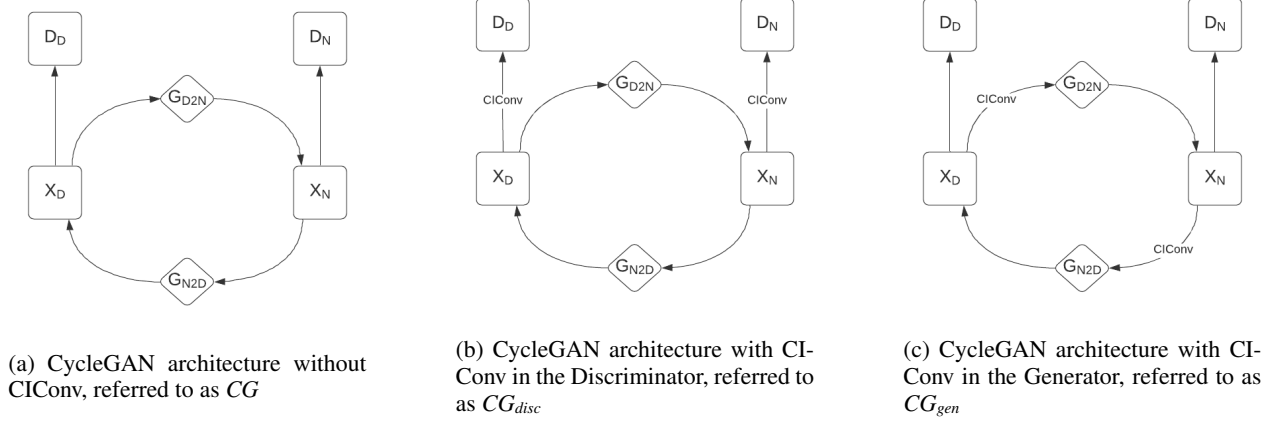 D_D
D_N
G_D2N
X_D
X_N
G_N2D
(a) CycleGAN architecture without
CIConv, referred to as CG
D_D
D_N
CIConv
CIConv
G_D2N
X_D
X_N
G_N2D
(b) CycleGAN architecture with CI-
Conv in the Discriminator, referred to
as CG_disc
D_D
D_N
CIConv
G_D2N
X_D
X_N
CIConv
G_N2D
(c) CycleGAN architecture with CI-
Conv in the Generator, referred to as
CG_gen